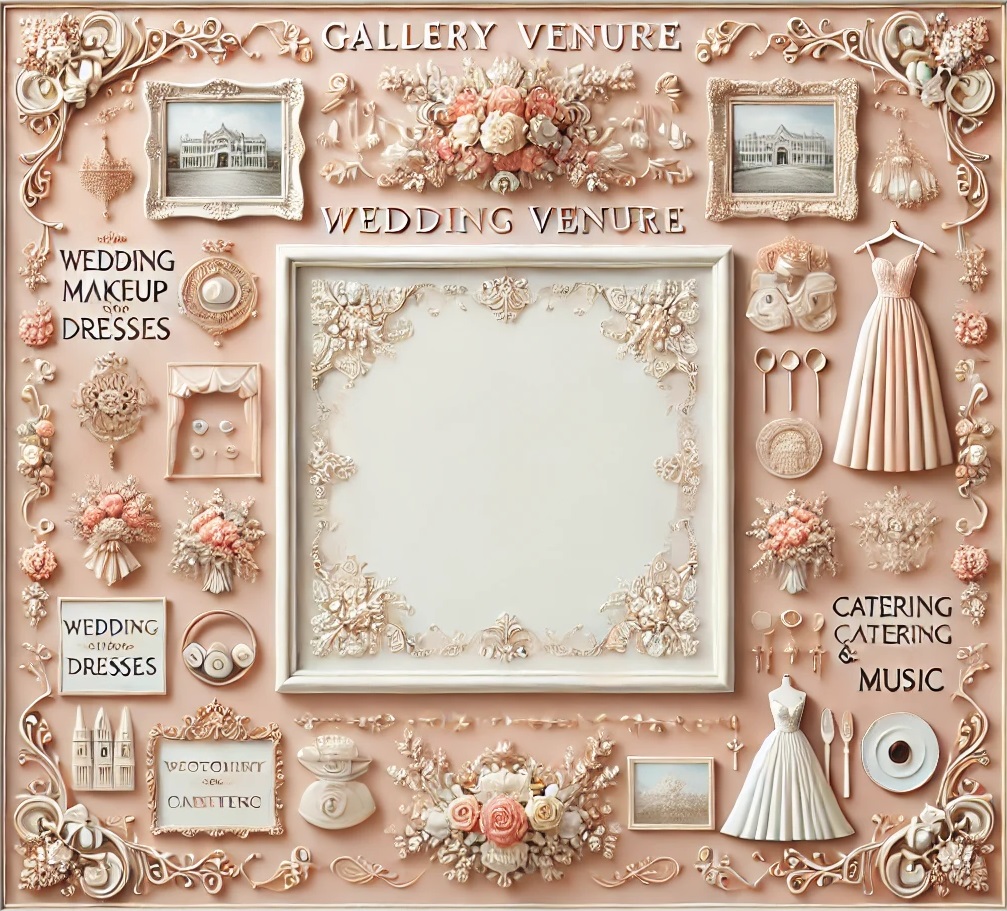 GALLERY VENURE
WEDDING VENURE
WEDDING
MAKEUP
DRESSES
WEDDING
DRESSES
CATERING
CATERING
&
MUSIC